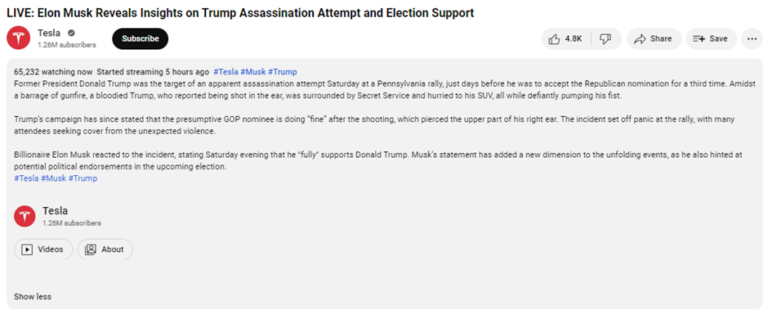 LIVE: Elon Musk Reveals Insights on Trump Assassination Attempt and Election Support
Tesla
1.26M subscribers
Subscribe
4.8K
Share
Save
65,232 watching now Started streaming 5 hours ago #Tesla #Musk #Trump
Former President Donald Trump was the target of an apparent assassination attempt Saturday at a Pennsylvania rally, just days before he was to accept the Republican nomination for a third time. Amidst
a barrage of gunfire, a bloodied Trump, who reported being shot in the ear, was surrounded by Secret Service and hurried to his SUV, all while defiantly pumping his fist.
Trump's campaign has since stated that the presumptive GOP nominee is doing "fine" after the shooting, which pierced the upper part of his right ear. The incident set off panic at the rally, with many
attendees seeking cover from the unexpected violence.
Billionaire Elon Musk reacted to the incident, stating Saturday evening that he "fully" supports Donald Trump. Musk's statement has added a new dimension to the unfolding events, as he also hinted at
potential political endorsements in the upcoming election.
#Tesla #Musk #Trump
Tesla
1.26M subscribers
Videos
About
Show less